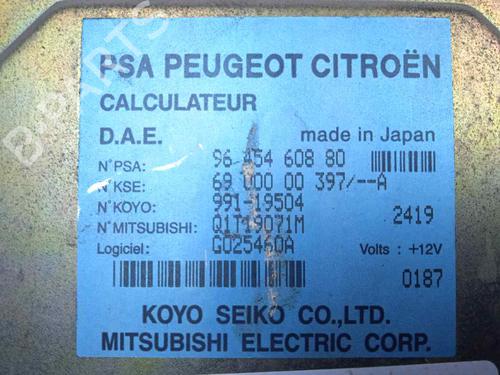 PSA PEUGEOT CITROËN
CALCULATEUR
D.A.E. made in Japan
N°PSA: 96 454 608 80
N°KSE: 69 000 00 397/--A
N°KOYO: 991-19504
N°MITSUBISHI: Q1T19071M 2419
Logiciel: G025460A Volts : +12V
0187
KOYO SEIKO CO.,LTD.
MITSUBISHI ELECTRIC CORP.
B-PARTS